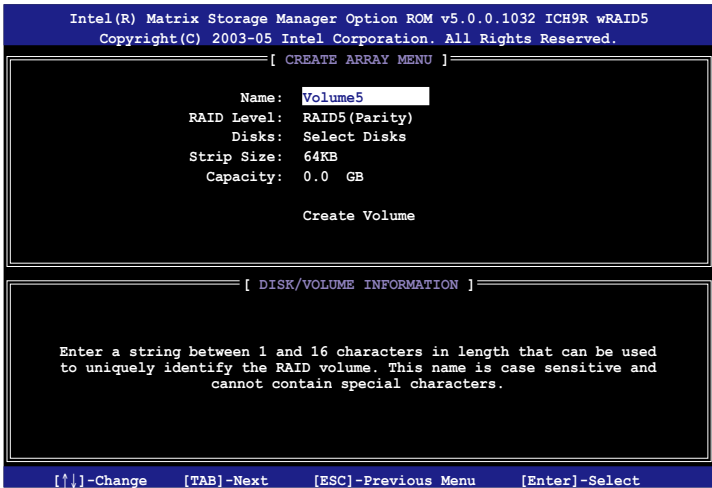 Intel(R) Matrix Storage Manager Option ROM v5.0.0.1032 ICH9R wRAID5
Copyright(C) 2003-05 Intel Corporation. All Rights Reserved.
[ CREATE ARRAY MENU ]
Name: Volume5
RAID Level: RAID5(Parity)
Disks: Select Disks
Strip Size: 64KB
Capacity: 0.0 GB
Create Volume
[ DISK/VOLUME INFORMATION ]
Enter a string between 1 and 16 characters in length that can be used
to uniquely identify the RAID volume. This name is case sensitive and
cannot contain special characters.
[↑↓]-Change [TAB]-Next [ESC]-Previous Menu [Enter]-Select